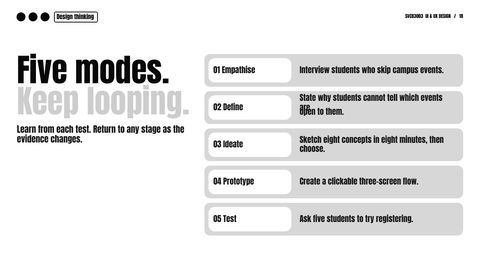 Design thinking
SVCB3003 UI & UX DESIGN / 18
Five modes.
Keep looping.
Learn from each test. Return to any stage as the
evidence changes.
01 Empathise
Interview students who skip campus events.
02 Define
State why students cannot tell which events
are
open to them.
03 Ideate
Sketch eight concepts in eight minutes, then
choose.
04 Prototype
Create a clickable three-screen flow.
05 Test
Ask five students to try registering.